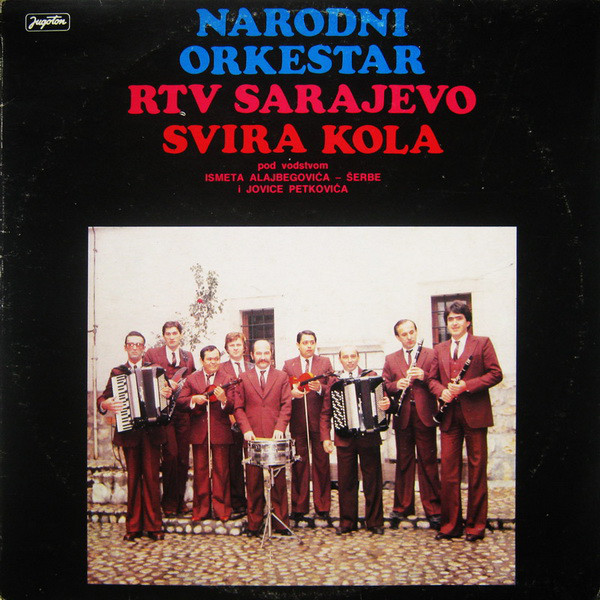 Jugoton
NARODNI
ORKESTAR
RTV SARAJEVO
SVIRA KOLA
pod vodstvom
ISMETA ALAJBEGOVIĆA – ŠERBE
i JOVICE PETKOVIĆA